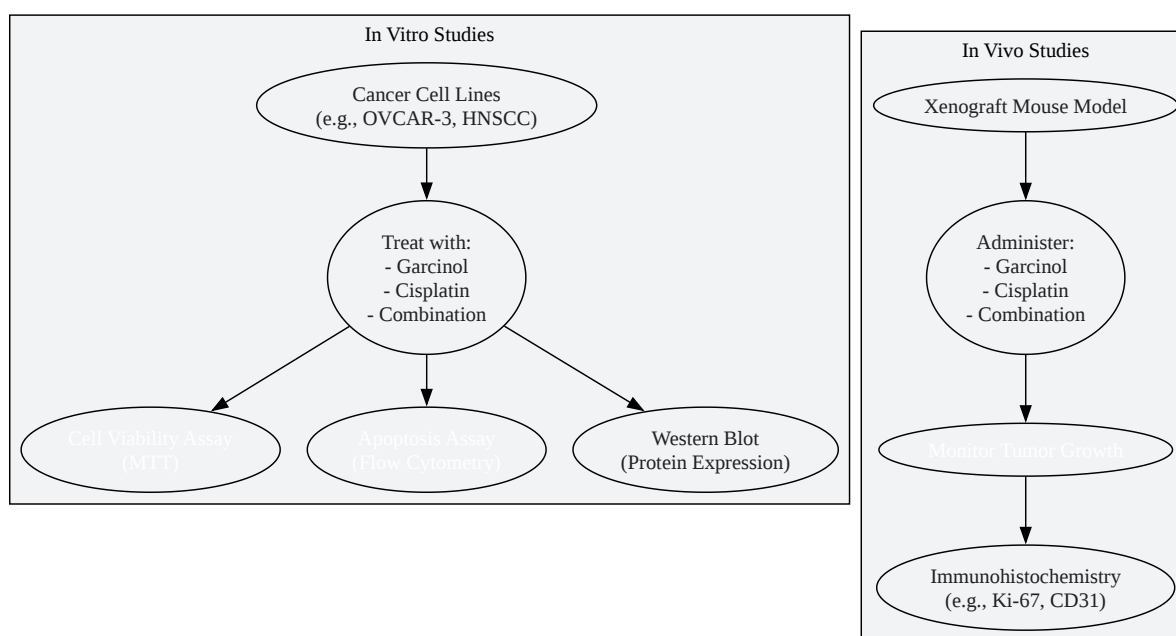 In Vitro Studies
Cancer Cell Lines
(e.g., OVCAR-3, HNSCC)
Treat with:
- Garcinol
- Cisplatin
- Combination
Cell Viability Assay
(MTT)
Apoptosis Assay
(Flow Cytometry)
Western Blot
(Protein Expression)
In Vivo Studies
Xenograft Mouse Model
Administer:
- Garcinol
- Cisplatin
- Combination
Monitor Tumor Growth
Immunohistochemistry
(e.g., Ki-67, CD31)